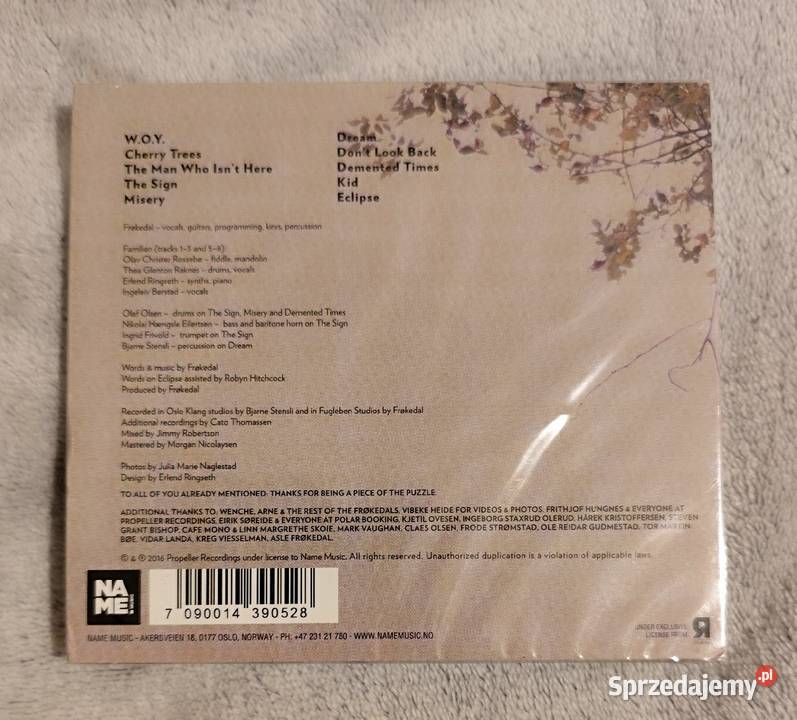 W.O.Y.
Cherry Trees
The Man Who Isn't Here
The Sign
Misery
Dream
Don't Look Back
Demented Times
Kid
Eclipse
Frøkedal – vocals, guitars, programming, keys, percussion
Familien (tracks 1–3 and 5–8):
Olav Christer Rossebø – fiddle, mandolin
Thea Glenton Raknes – drums, vocals
Erlend Ringseth – synths, piano
Ingeleiv Berstad – vocals
Olaf Olsen – drums on The Sign, Misery and Demented Times
Nikolai Hængsle Eilertsen – bass and baritone horn on The Sign
Ingrid Frivold – trumpet on The Sign
Bjarne Stensli – percussion on Dream
Words & music by Frøkedal
Words on Eclipse assisted by Robyn Hitchcock
Produced by Frøkedal
Recorded in Oslo Klang studios by Bjarne Stensli and in Fugleben Studios by Frøkedal
Additional recordings by Cato Thomassen
Mixed by Jimmy Robertson
Mastered by Morgan Nicolaysen
Photos by Julia Marie Naglestad
Design by Erlend Ringseth
TO ALL OF YOU ALREADY MENTIONED: THANKS FOR BEING A PIECE OF THE PUZZLE.
ADDITIONAL THANKS TO: WENCHE, ARNE & THE REST OF THE FRØKEDALS, VIBEKE HEIDE FOR VIDEOS & PHOTOS, FRITHJOF HUNGNES & EVERYONE AT
PROPELLER RECORDINGS, EIRIK SØREIDE & EVERYONE AT POLAR BOOKING, KJETIL OVESEN, INGEBORG STAXRUD OLERUD, HÅREK KRISTOFFERSEN, STEVEN
GRANT BISHOP, CAFE MONO & LINN MARGRETHE SKOIE, MARK VAUGHAN, CLAES OLSEN, FRODE STRØMSTAD, OLE REIDAR GUDMESTAD, TOR MARTIN
BØE, VIDAR LANDA, KREG VIESSELMAN, ASLE FRØKEDAL.
© & ℗ 2016 Propeller Recordings under license to Name Music. All rights reserved. Unauthorized duplication is a violation of applicable laws.
NA
ME
MUSIC
7 090014 390528
UNDER EXCLUSIVE
LICENSE FROM
NAME MUSIC - AKERSVEIEN 18, 0177 OSLO, NORWAY - PH: +47 231 21 780 - WWW.NAMEMUSIC.NO
Sprzedajemy.pl